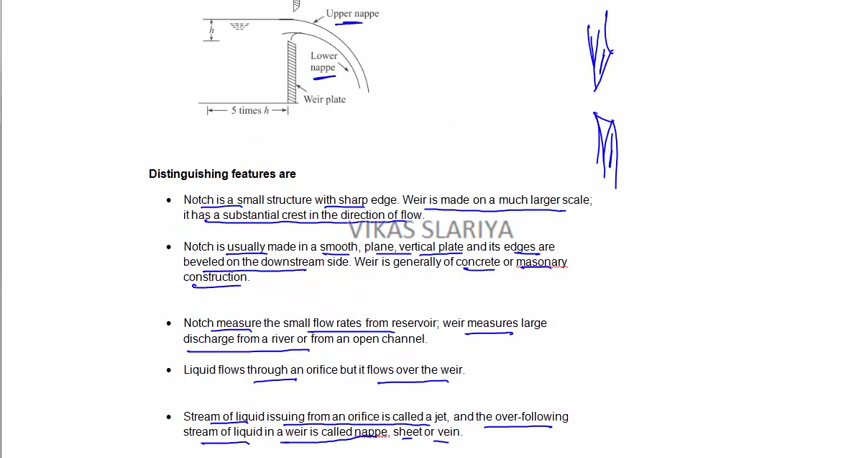 Upper nappe
h
Lower
nappe
Weir plate
5 times h
Distinguishing features are
• Notch is a small structure with sharp edge. Weir is made on a much larger scale;
it has a substantial crest in the direction of flow.
VIKAS SLARIYA
• Notch is usually made in a smooth, plane, vertical plate and its edges are
beveled on the downstream side. Weir is generally of concrete or masonary
construction.
• Notch measure the small flow rates from reservoir; weir measures large
discharge from a river or from an open channel.
• Liquid flows through an orifice but it flows over the weir.
• Stream of liquid issuing from an orifice is called a jet, and the over-following
stream of liquid in a weir is called nappe, sheet or vein.